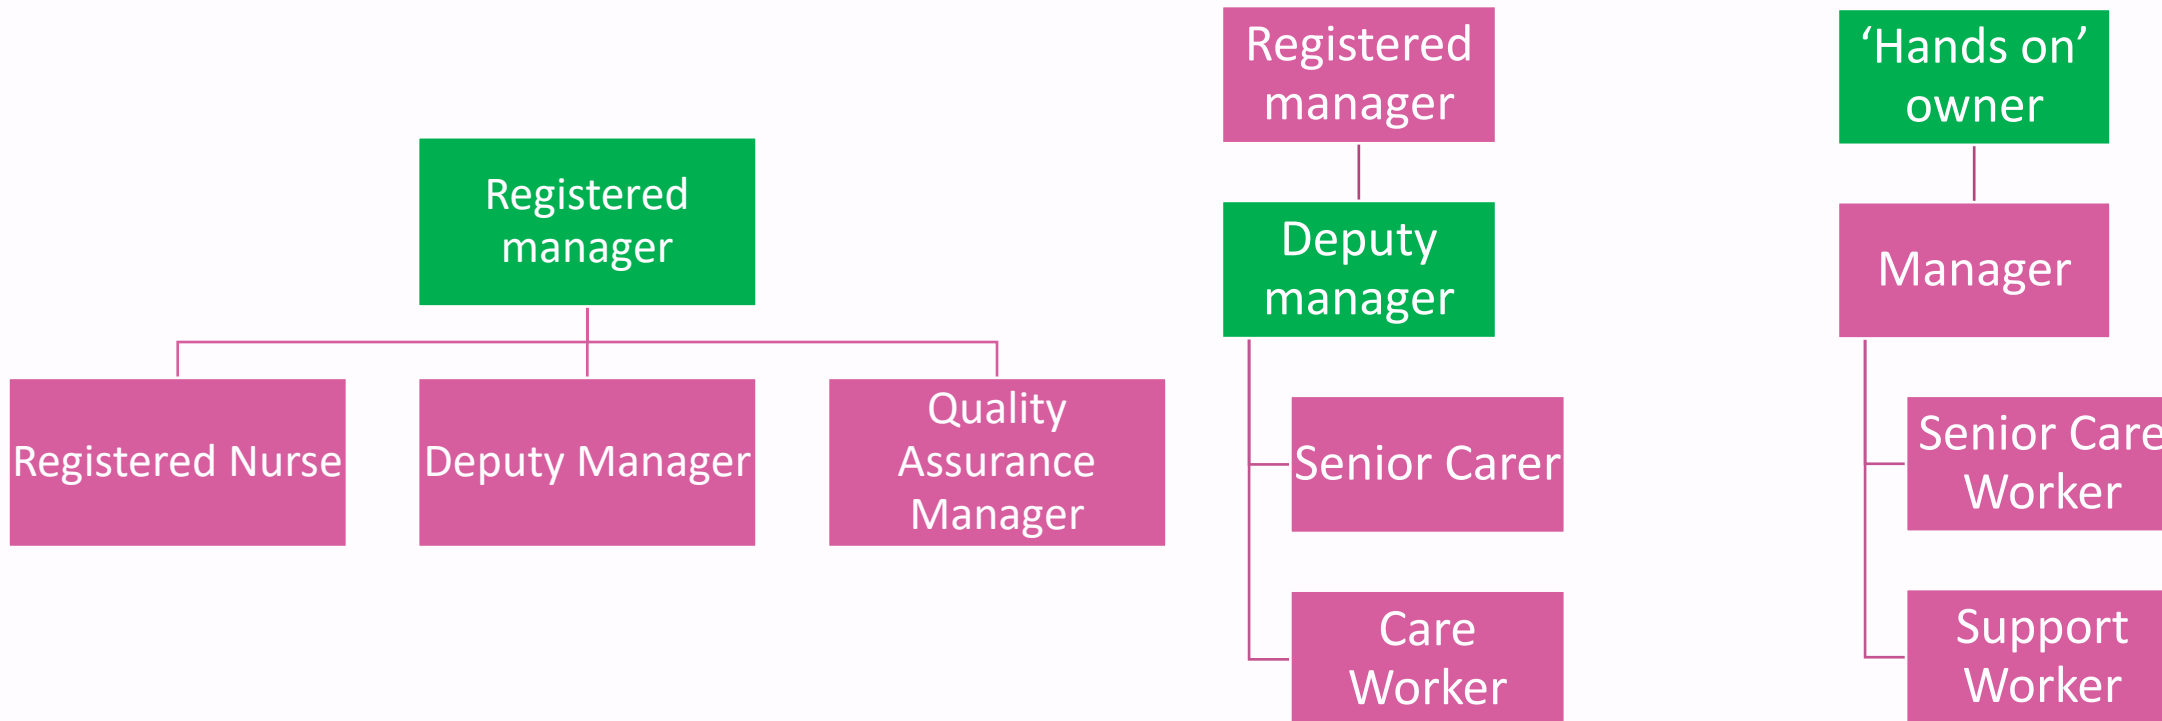 Registered
manager
Registered Nurse
Deputy Manager
Quality
Assurance
Manager
Registered
manager
Deputy
manager
Senior Carer
Care
Worker
‘Hands on’
owner
Manager
Senior Care
Worker
Support
Worker